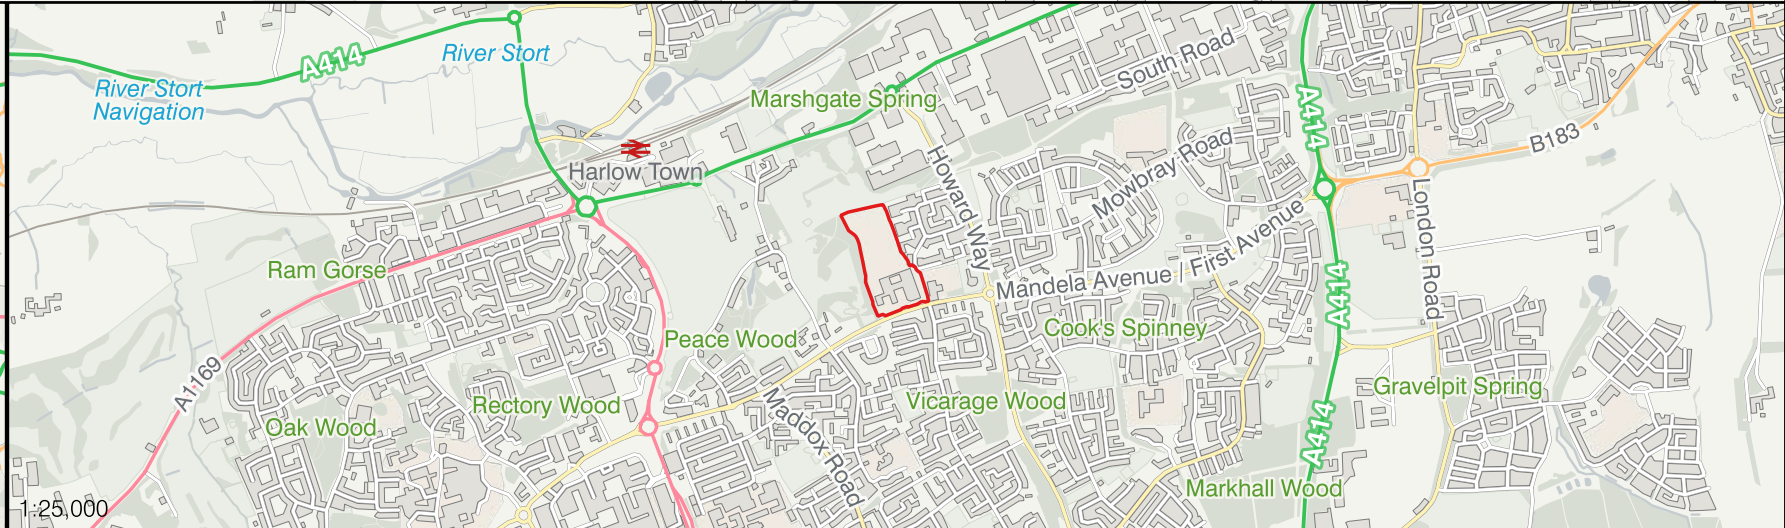 A414
River Stort
River Stort
Navigation
South Road
Marshgate Spring
A414
B183
Harlow Town
Howard Way
Mowbray Road
London Road
First Avenue
Mandela Avenue
Ram Gorse
A414
Cook's Spinney
Peace Wood
A1169
Gravelpit Spring
Rectory Wood
Vicarage Wood
Oak Wood
Maddox Road
A414
Markhall Wood
1:25,000